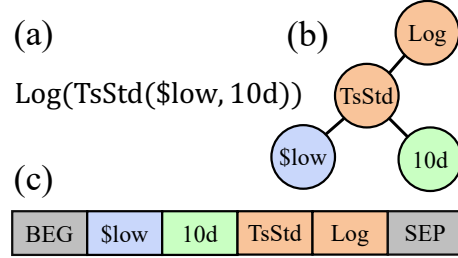 (a)
Log(TsStd($low, 10d))
(b)
Log
TsStd
$low
10d
(c)
BEG $low 10d TsStd Log SEP